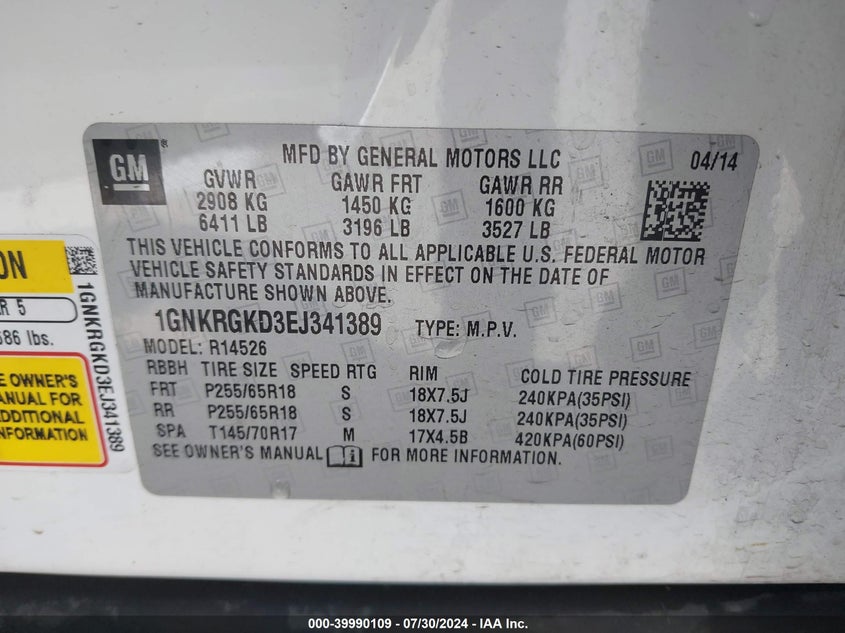 GM
®
MFD BY GENERAL MOTORS LLC
04/14
GVWR GAWR FRT GAWR RR
2908 KG 1450 KG 1600 KG
6411 LB 3196 LB 3527 LB
THIS VEHICLE CONFORMS TO ALL APPLICABLE U.S. FEDERAL MOTOR
VEHICLE SAFETY STANDARDS IN EFFECT ON THE DATE OF
MANUFACTURE SHOWN ABOVE.
1GNKRGKD3EJ341389 TYPE: M.P.V.
MODEL: R14526
RBBH TIRE SIZE SPEED RTG RIM COLD TIRE PRESSURE
FRT P255/65R18 S 18X7.5J 240KPA(35PSI)
RR P255/65R18 S 18X7.5J 240KPA(35PSI)
SPA T145/70R17 M 17X4.5B 420KPA(60PSI)
SEE OWNER'S MANUAL FOR MORE INFORMATION.
ON
R 5
686 lbs.
E OWNER'S
ANUAL FOR
ADDITIONAL
NFORMATION
1GNKRGKD3EJ341389
000-39990109 - 07/30/2024 - IAA Inc.